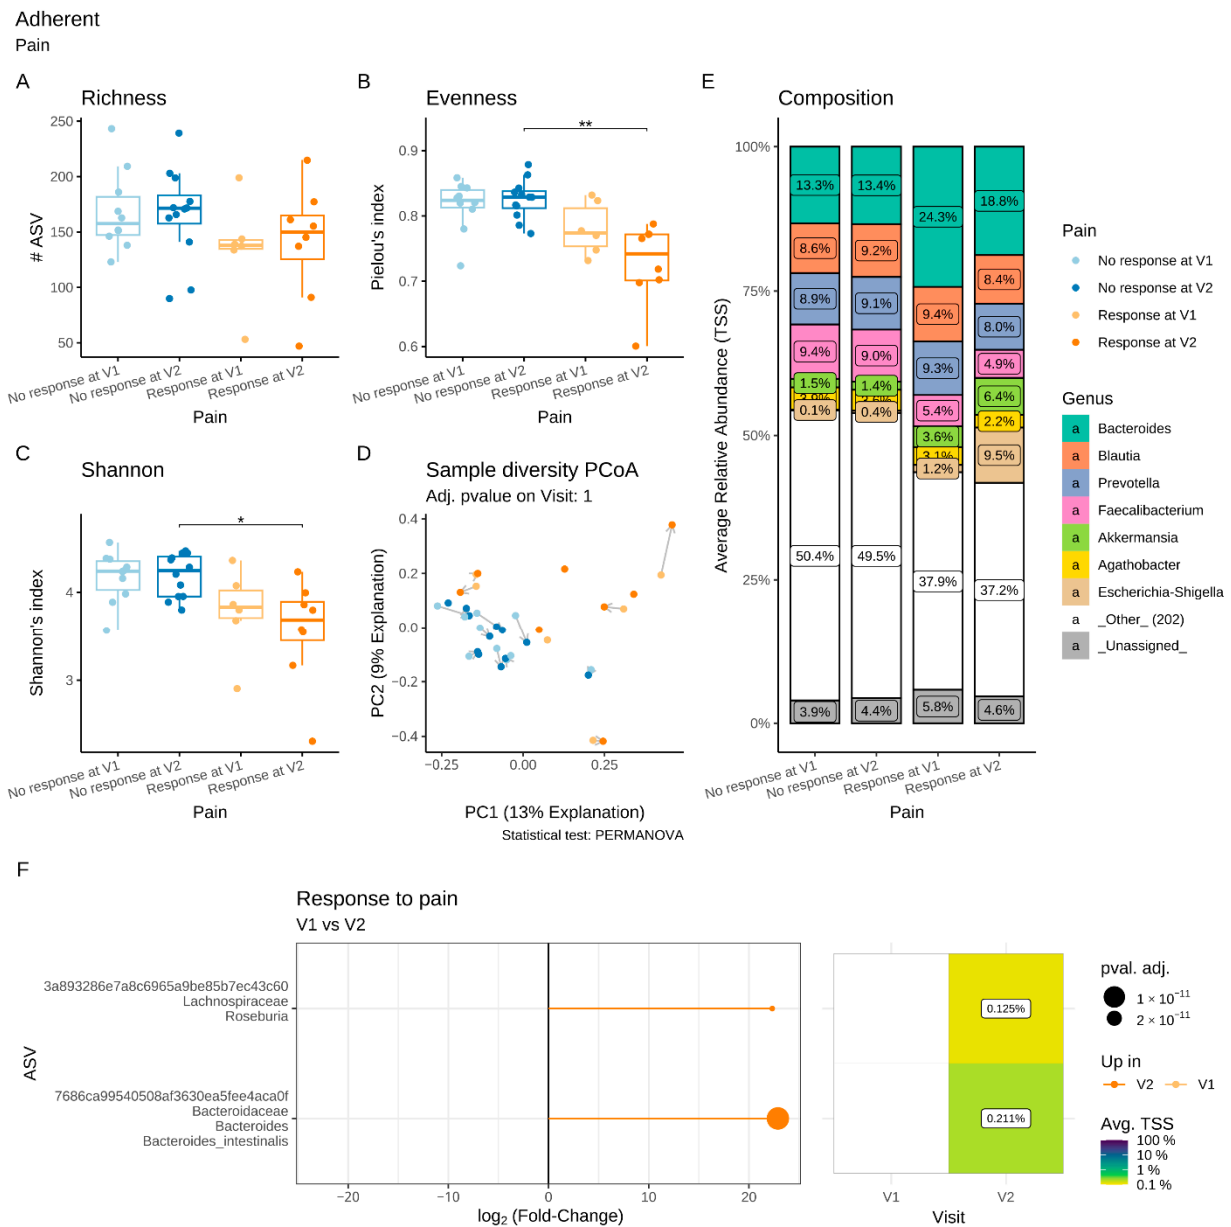 Adherent
Pain
A
Richness
# ASV
250
200
150
100
50
No response at V1
No response at V2
Response at V1
Response at V2
Pain
B
Evenness
**
Pielou's index
0.9
0.8
0.7
0.6
No response at V1
No response at V2
Response at V1
Response at V2
Pain
C
Shannon
*
Shannon's index
4
3
No response at V1
No response at V2
Response at V1
Response at V2
Pain
D
Sample diversity PCoA
Adj. pvalue on Visit: 1
PC2 (9% Explanation)
0.4
0.2
0.0
−0.2
−0.4
−0.25
0.00
0.25
PC1 (13% Explanation)
Statistical test: PERMANOVA
E
Composition
Average Relative Abundance (TSS)
100%
75%
50%
25%
0%
13.3%
8.6%
8.9%
9.4%
1.5%
0.1%
50.4%
3.9%
13.4%
9.2%
9.1%
9.0%
1.4%
0.4%
49.5%
4.4%
24.3%
9.4%
9.3%
5.4%
3.6%
3.1%
1.2%
37.9%
5.8%
18.8%
8.4%
8.0%
4.9%
6.4%
2.2%
9.5%
37.2%
4.6%
No response at V1
No response at V2
Response at V1
Response at V2
Pain
Pain
No response at V1
No response at V2
Response at V1
Response at V2
Genus
a Bacteroides
a Blautia
a Prevotella
a Faecalibacterium
a Akkermansia
a Agathobacter
a Escherichia-Shigella
a _Other_ (202)
a _Unassigned_
F
Response to pain
V1 vs V2
ASV
3a893286e7a8c6965a9be85b7ec43c60
Lachnospiraceae
Roseburia
7686ca99540508af3630ea5fee4aca0f
Bacteroidaceae
Bacteroides
Bacteroides_intestinalis
−20
−10
0
10
20
log₂ (Fold-Change)
0.125%
0.211%
V1
V2
Visit
pval. adj.
1 × 10⁻¹¹
2 × 10⁻¹¹
Up in
V2 V1
Avg. TSS
100 %
10 %
1 %
0.1 %